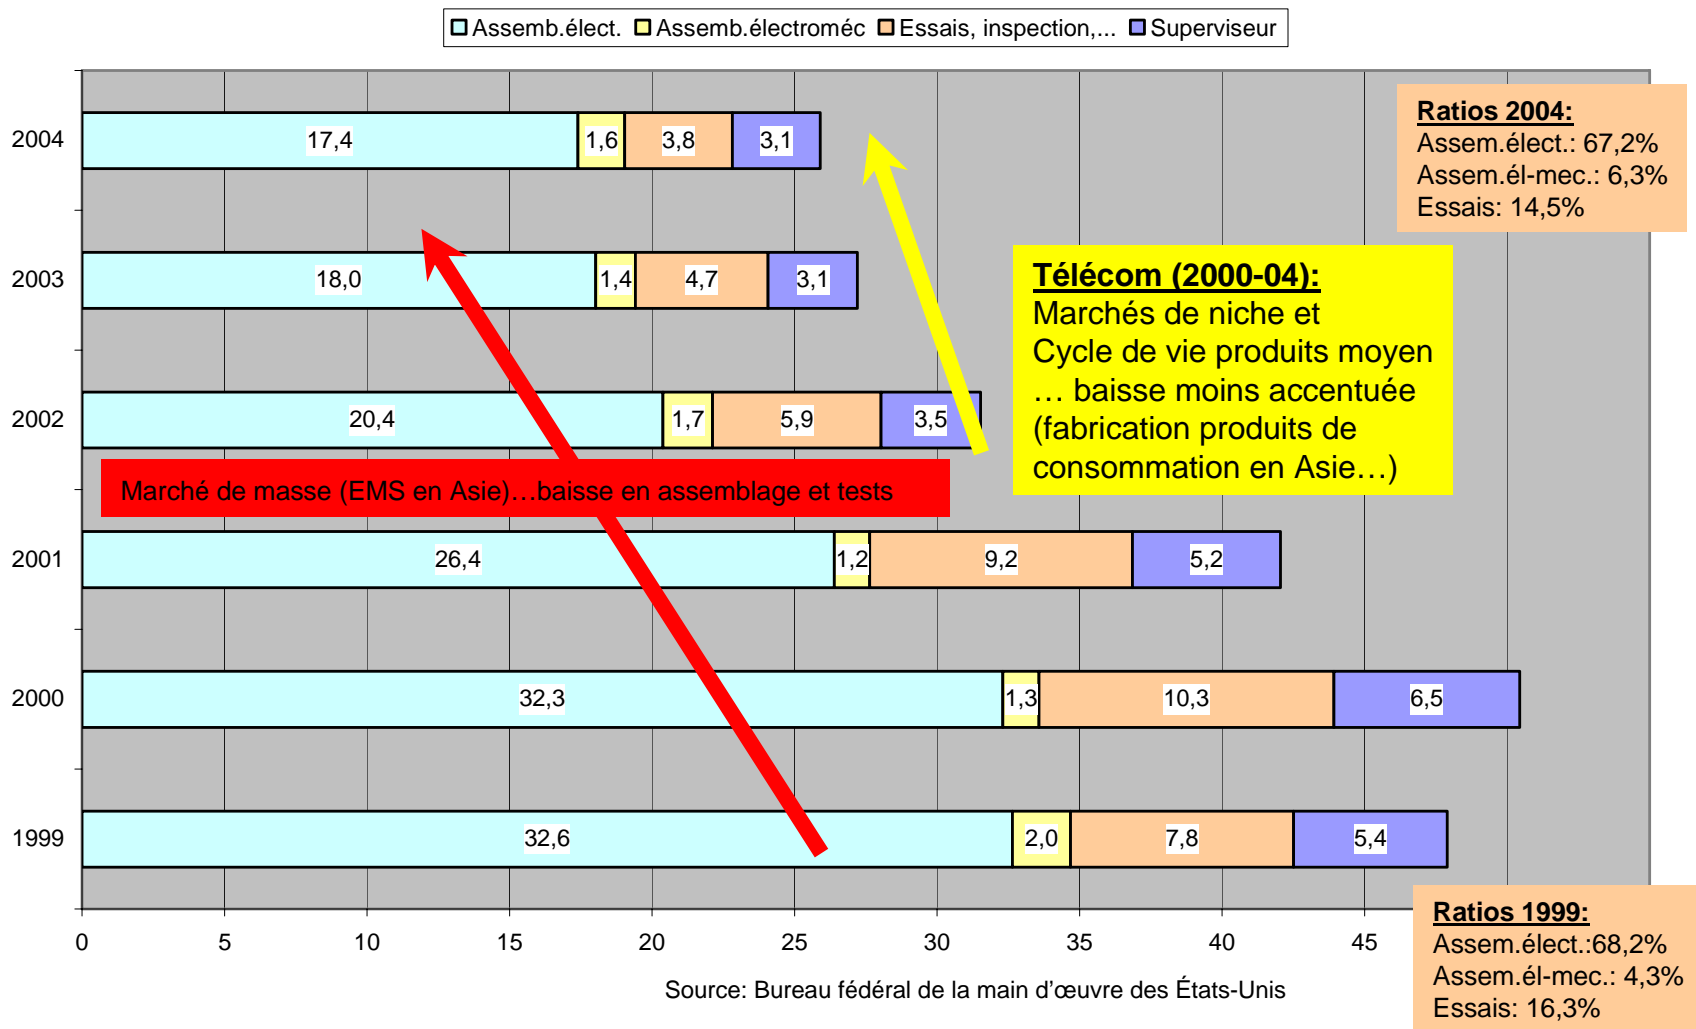 Assemb.élect. Assemb.électroméc Essais, inspection,... Superviseur
Ratios 2004:
Assem.élect.: 67,2%
Assem.él-mec.: 6,3%
Essais: 14,5%
2004 17,4 1,6 3,8 3,1
2003 18,0 1,4 4,7 3,1
Télécom (2000-04):
Marchés de niche et
Cycle de vie produits moyen
… baisse moins accentuée
(fabrication produits de
consommation en Asie…)
2002 20,4 1,7 5,9 3,5
Marché de masse (EMS en Asie)…baisse en assemblage et tests
2001 26,4 1,2 9,2 5,2
2000 32,3 1,3 10,3 6,5
1999 32,6 2,0 7,8 5,4
0 5 10 15 20 25 30 35 40 45
Ratios 1999:
Assem.élect.:68,2%
Assem.él-mec.: 4,3%
Essais: 16,3%
Source: Bureau fédéral de la main d'œuvre des États-Unis